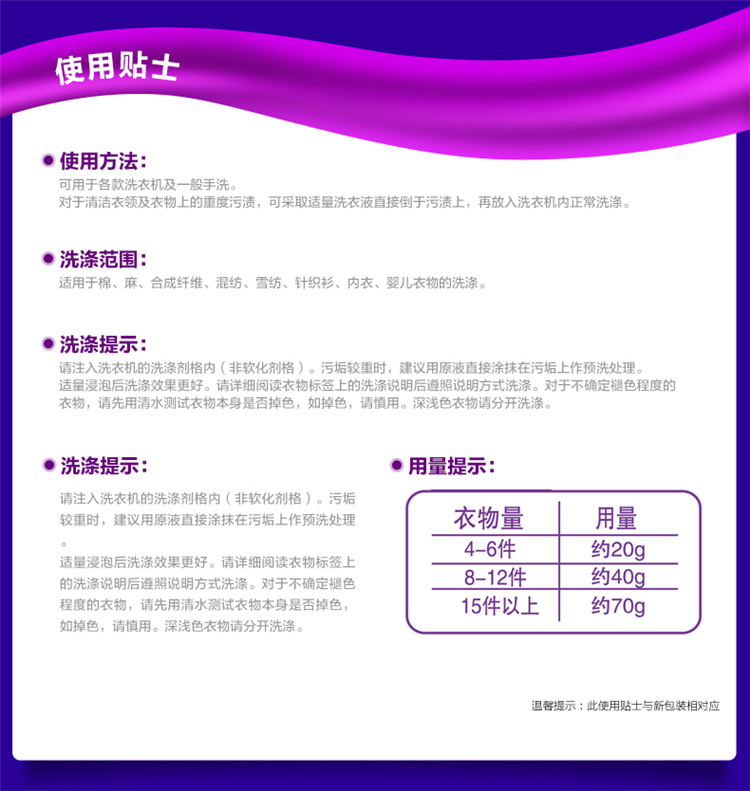 使用贴士
使用方法：
可用于各款洗衣机及一般手洗。
对于清洁衣领及衣物上的重度污渍，可采取适量洗衣液直接倒于污渍上，再放入洗衣机内正常洗涤。
洗涤范围：
适用于棉、麻、合成纤维、混纺、雪纺、针织衫、内衣、婴儿衣物的洗涤。
洗涤提示：
请注入洗衣机的洗涤剂格内（非软化剂格）。污垢较重时，建议用原液直接涂抹在污垢上作预洗处理。
适量浸泡后洗涤效果更好。请详细阅读衣物标签上的洗涤说明后遵照说明方式洗涤。对于不确定褪色程度的
衣物，请先用清水测试衣物本身是否掉色，如掉色，请慎用。深浅色衣物请分开洗涤。
洗涤提示：
请注入洗衣机的洗涤剂格内（非软化剂格）。污垢
较重时，建议用原液直接涂抹在污垢上作预洗处理
。
适量浸泡后洗涤效果更好。请详细阅读衣物标签上
的洗涤说明后遵照说明方式洗涤。对于不确定褪色
程度的衣物，请先用清水测试衣物本身是否掉色，
如掉色，请慎用。深浅色衣物请分开洗涤。
用量提示：
衣物量 用量
4-6件 约20g
8-12件 约40g
15件以上 约70g
温馨提示：此使用贴士与新包装相对应